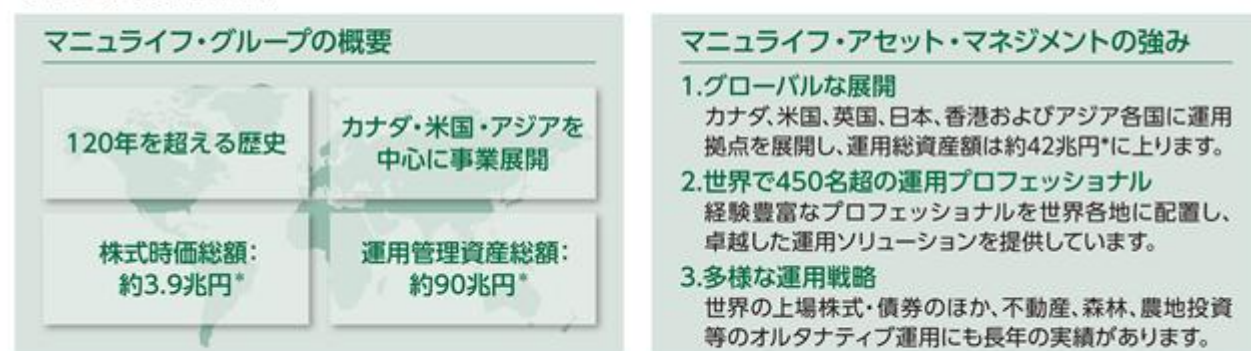 マニュライフ・グループの概要
120年を超える歴史
カナダ・米国・アジアを
中心に事業展開
株式時価総額:
約3.9兆円*
運用管理資産総額:
約90兆円*
マニュライフ・アセット・マネジメントの強み
1.グローバルな展開
カナダ、米国、英国、日本、香港およびアジア各国に運用
拠点を展開し、運用総資産額は約42兆円*に上ります。
2.世界で450名超の運用プロフェッショナル
経験豊富なプロフェッショナルを世界各地に配置し、
卓越した運用ソリューションを提供しています。
3.多様な運用戦略
世界の上場株式・債券のほか、不動産、森林、農地投資
等のオルタナティブ運用にも長年の実績があります。